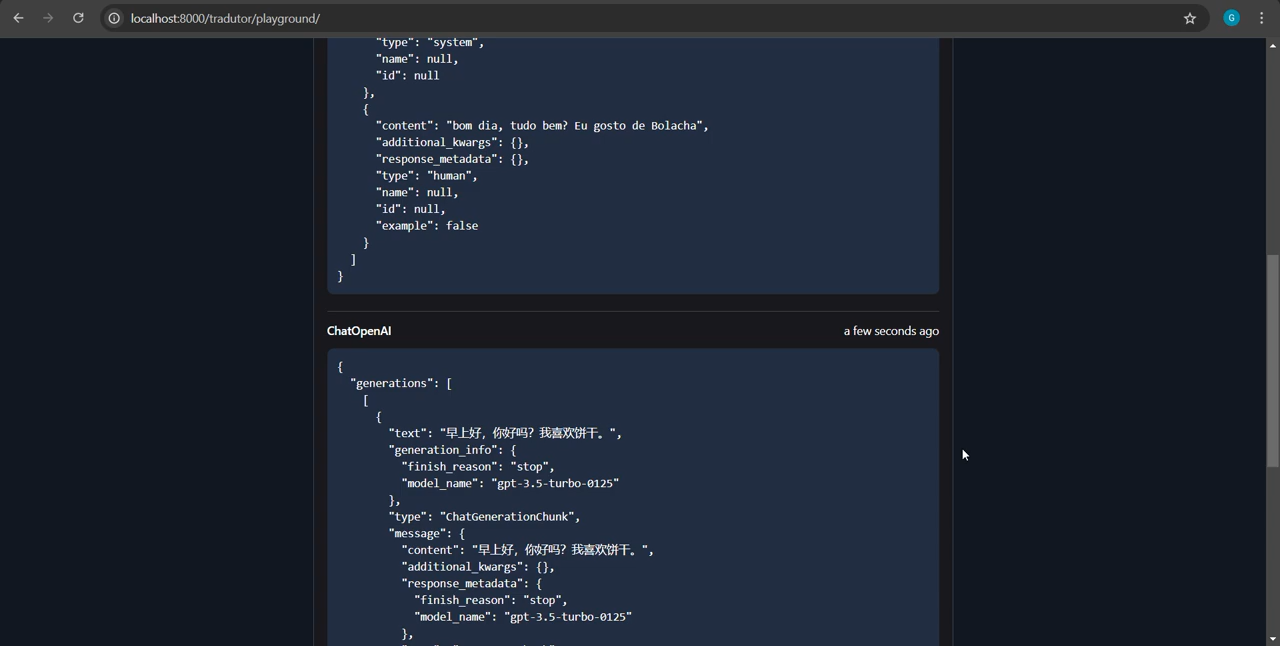 localhost:8000/tradutor/playground/
G
"type": "system",
"name": null,
"id": null
},
{
"content": "bom dia, tudo bem? Eu gosto de Bolacha",
"additional_kwargs": {},
"response_metadata": {},
"type": "human",
"name": null,
"id": null,
"example": false
}
]
}
ChatOpenAI a few seconds ago
{
"generations": [
[
{
"text": "早上好，你好吗？我喜欢饼干。",
"generation_info": {
"finish_reason": "stop",
"model_name": "gpt-3.5-turbo-0125"
},
"type": "ChatGenerationChunk",
"message": {
"content": "早上好，你好吗？我喜欢饼干。",
"additional_kwargs": {},
"response_metadata": {
"finish_reason": "stop",
"model_name": "gpt-3.5-turbo-0125"
},